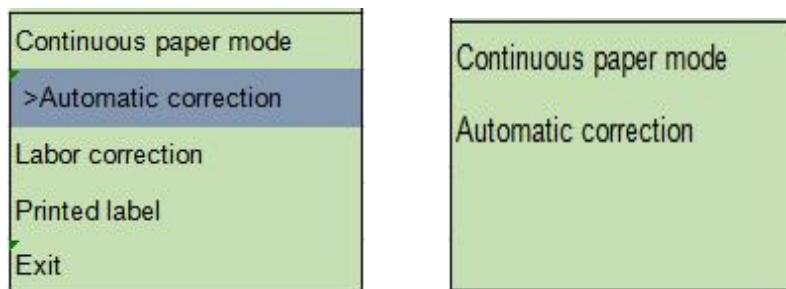 Continuous paper mode
>Automatic correction
Labor correction
Printed label
Exit
Continuous paper mode
Automatic correction